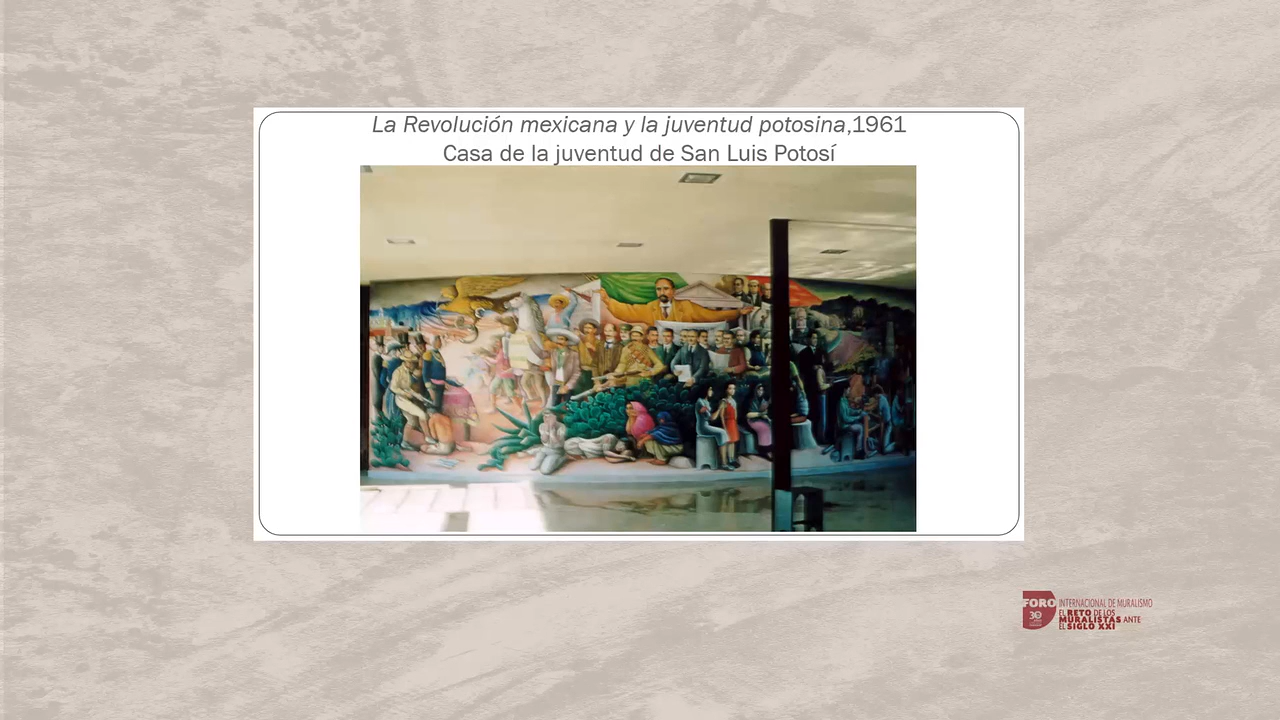 La Revolución mexicana y la juventud potosina,1961
Casa de la juventud de San Luis Potosí
FORO INTERNACIONAL DE MURALISMO
30
EL RETO DE LOS
MURALISTAS ANTE
EL SIGLO XXI